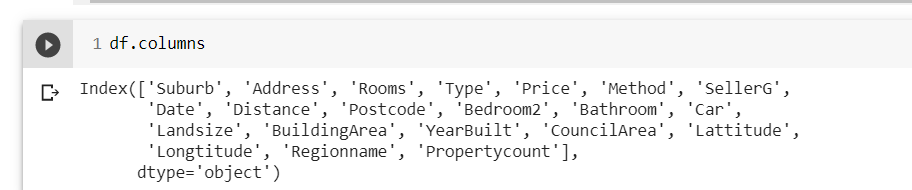 1 df.columns
Index(['Suburb', 'Address', 'Rooms', 'Type', 'Price', 'Method', 'SellerG',
'Date', 'Distance', 'Postcode', 'Bedroom2', 'Bathroom', 'Car',
'Landsize', 'BuildingArea', 'YearBuilt', 'CouncilArea', 'Lattitude',
'Longtitude', 'Regionname', 'Propertycount'],
dtype='object')